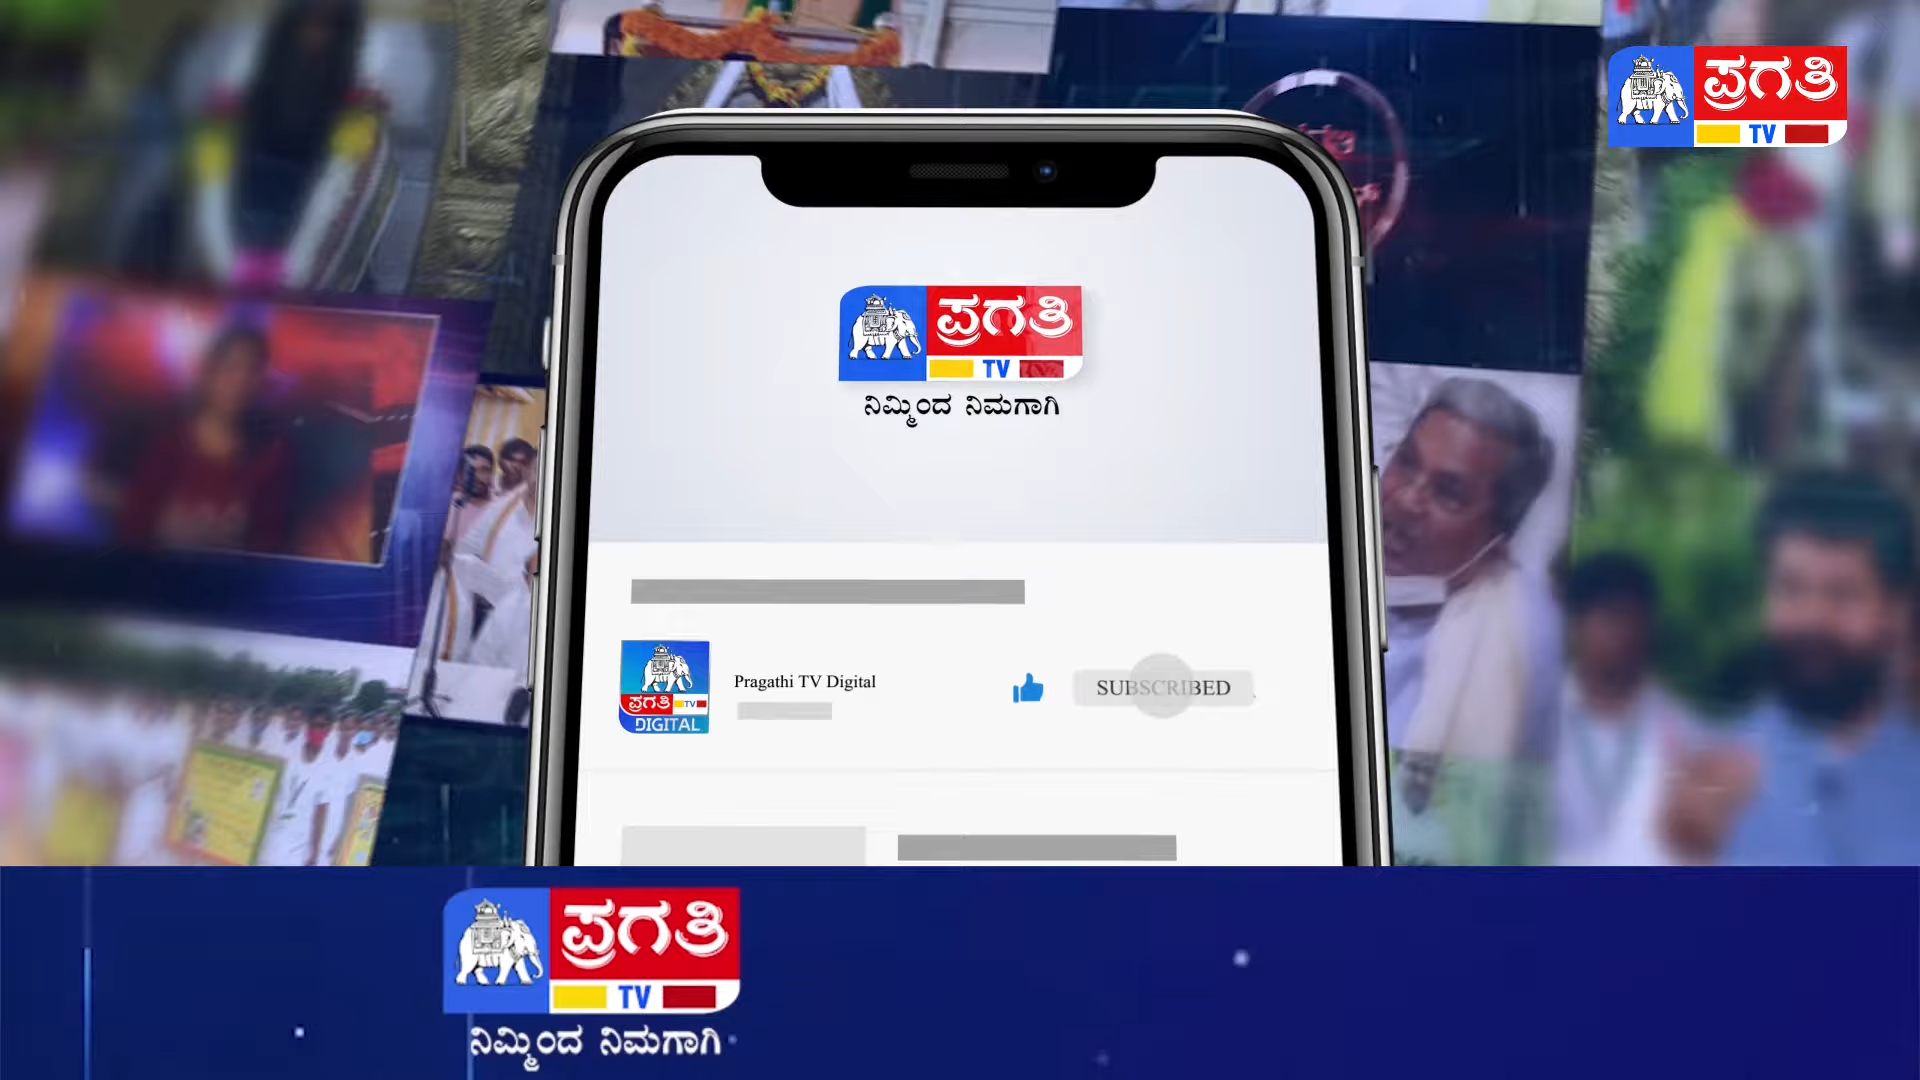 ಪ್ರಗತಿ
TV
ಪ್ರಗತಿ
TV
ನಿಮ್ಮಿಂದ ನಿಮಗಾಗಿ
Pragathi TV Digital
SUBSCRIBED
ಪ್ರಗತಿ TV
DIGITAL
ಪ್ರಗತಿ
TV
ನಿಮ್ಮಿಂದ ನಿಮಗಾಗಿ